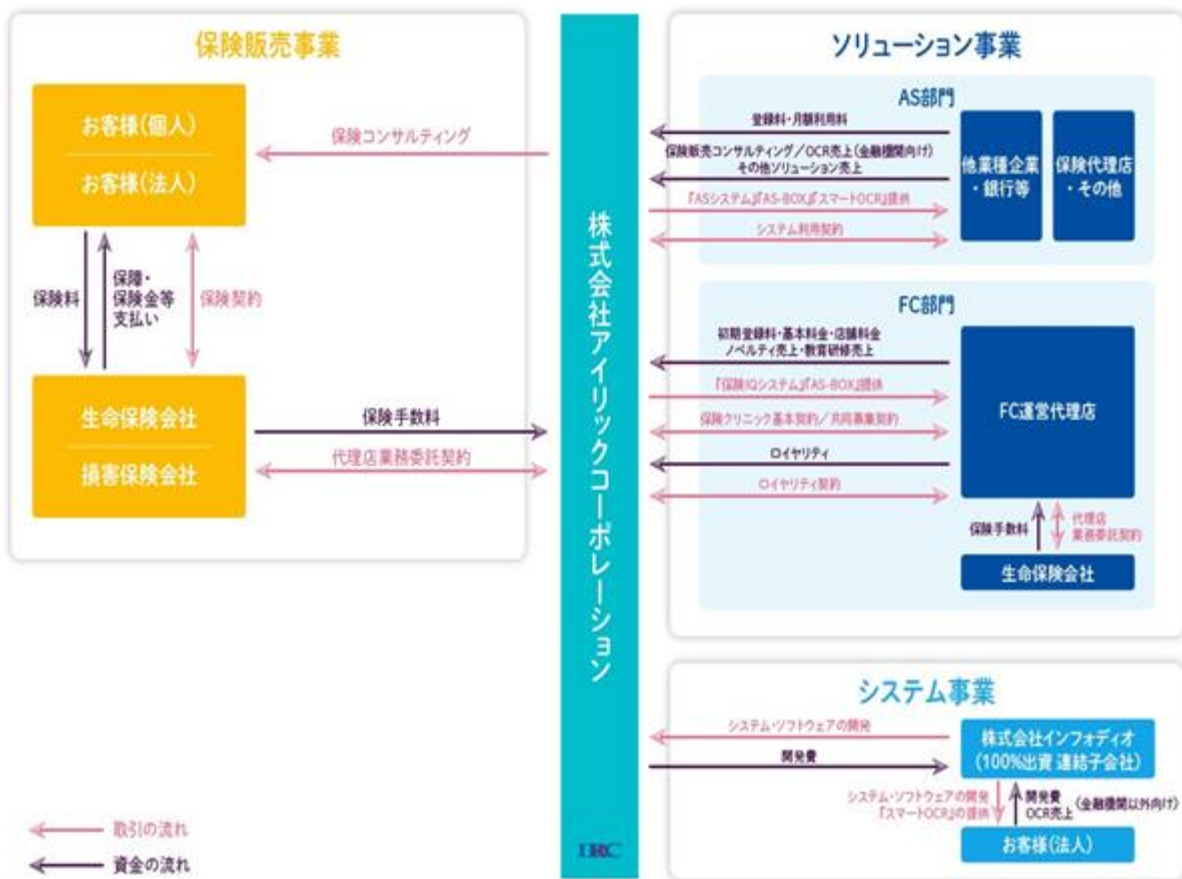 保険販売事業
お客様(個人)
お客様(法人)
保険コンサルティング
保険料
保障・
保険金等
支払い
保険契約
生命保険会社
損害保険会社
保険手数料
代理店業務委託契約
株式会社アイリックコーポレーション
IRRC
ソリューション事業
AS部門
登録料・月額利用料
保険販売コンサルティング/OCR売上(金融機関向け)
その他ソリューション売上
『ASシステム』『AS-BOX』『スマートOCR』提供
システム利用契約
他業種企業
・銀行等
保険代理店
・その他
FC部門
初期登録料・基本料金・店舗料金
ノベルティ売上・教育研修売上
『保険IQシステム』『AS-BOX』提供
保険クリニック基本契約/共同募集契約
ロイヤリティ
ロイヤリティ契約
FC運営代理店
保険手数料
代理店
業務委託契約
生命保険会社
システム事業
システム・ソフトウェアの開発
開発費
株式会社インフォディオ
(100%出資 連結子会社)
システム・ソフトウェアの開発
『スマートOCR』の提供
開発費
OCR売上
(金融機関以外向け)
お客様(法人)
取引の流れ
資金の流れ